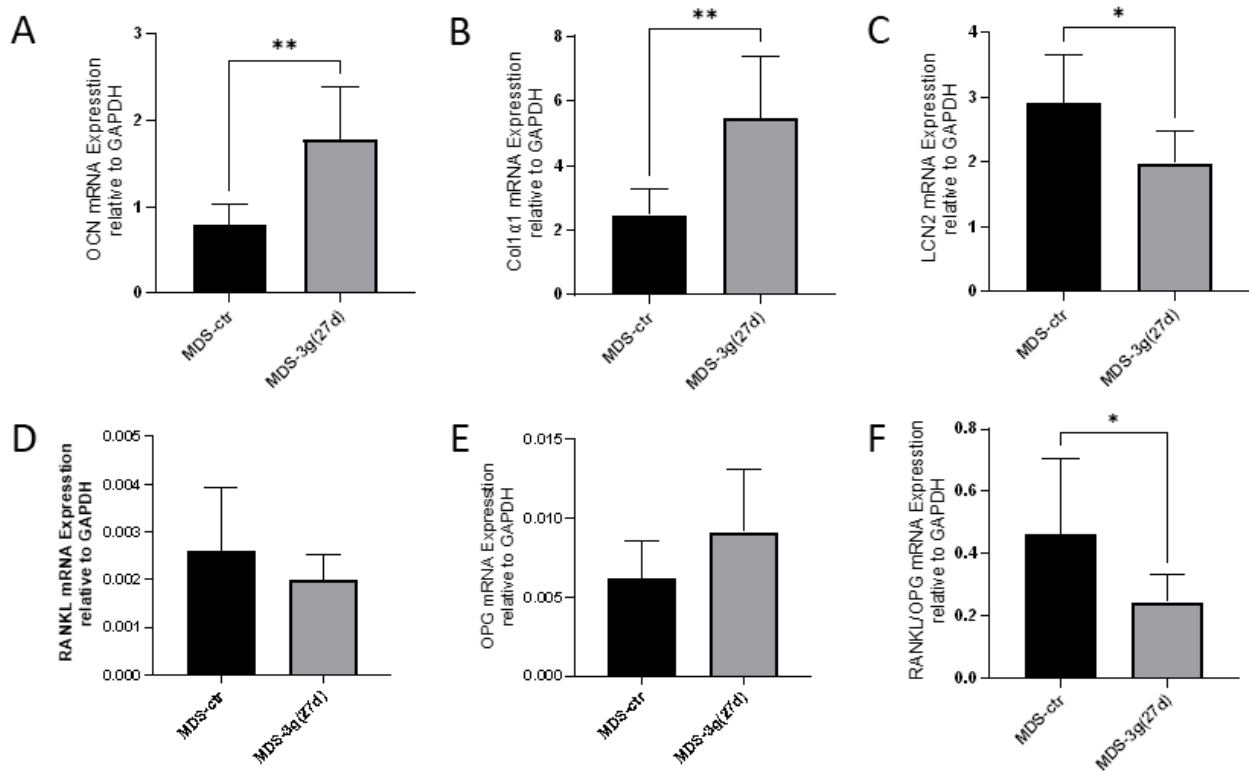 A
OCN mRNA Expresstion
relative to GAPDH
3
2
1
0
**
MDS-ctr
MDS-3g(27d)
B
Col1α1 mRNA Expresstion
relative to GAPDH
8
6
4
2
0
**
MDS-ctr
MDS-3g(27d)
C
LCN2 mRNA Expresstion
relative to GAPDH
4
3
2
1
0
*
MDS-ctr
MDS-3g(27d)
D
RANKL mRNA Expresstion
relative to GAPDH
0.005
0.004
0.003
0.002
0.001
0.000
MDS-ctr
MDS-3g(27d)
E
OPG mRNA Expresstion
relative to GAPDH
0.015
0.010
0.005
0.000
MDS-ctr
MDS-3g(27d)
F
RANKL/OPG mRNA Expresstion
relative to GAPDH
0.8
0.6
0.4
0.2
0.0
*
MDS-ctr
MDS-3g(27d)